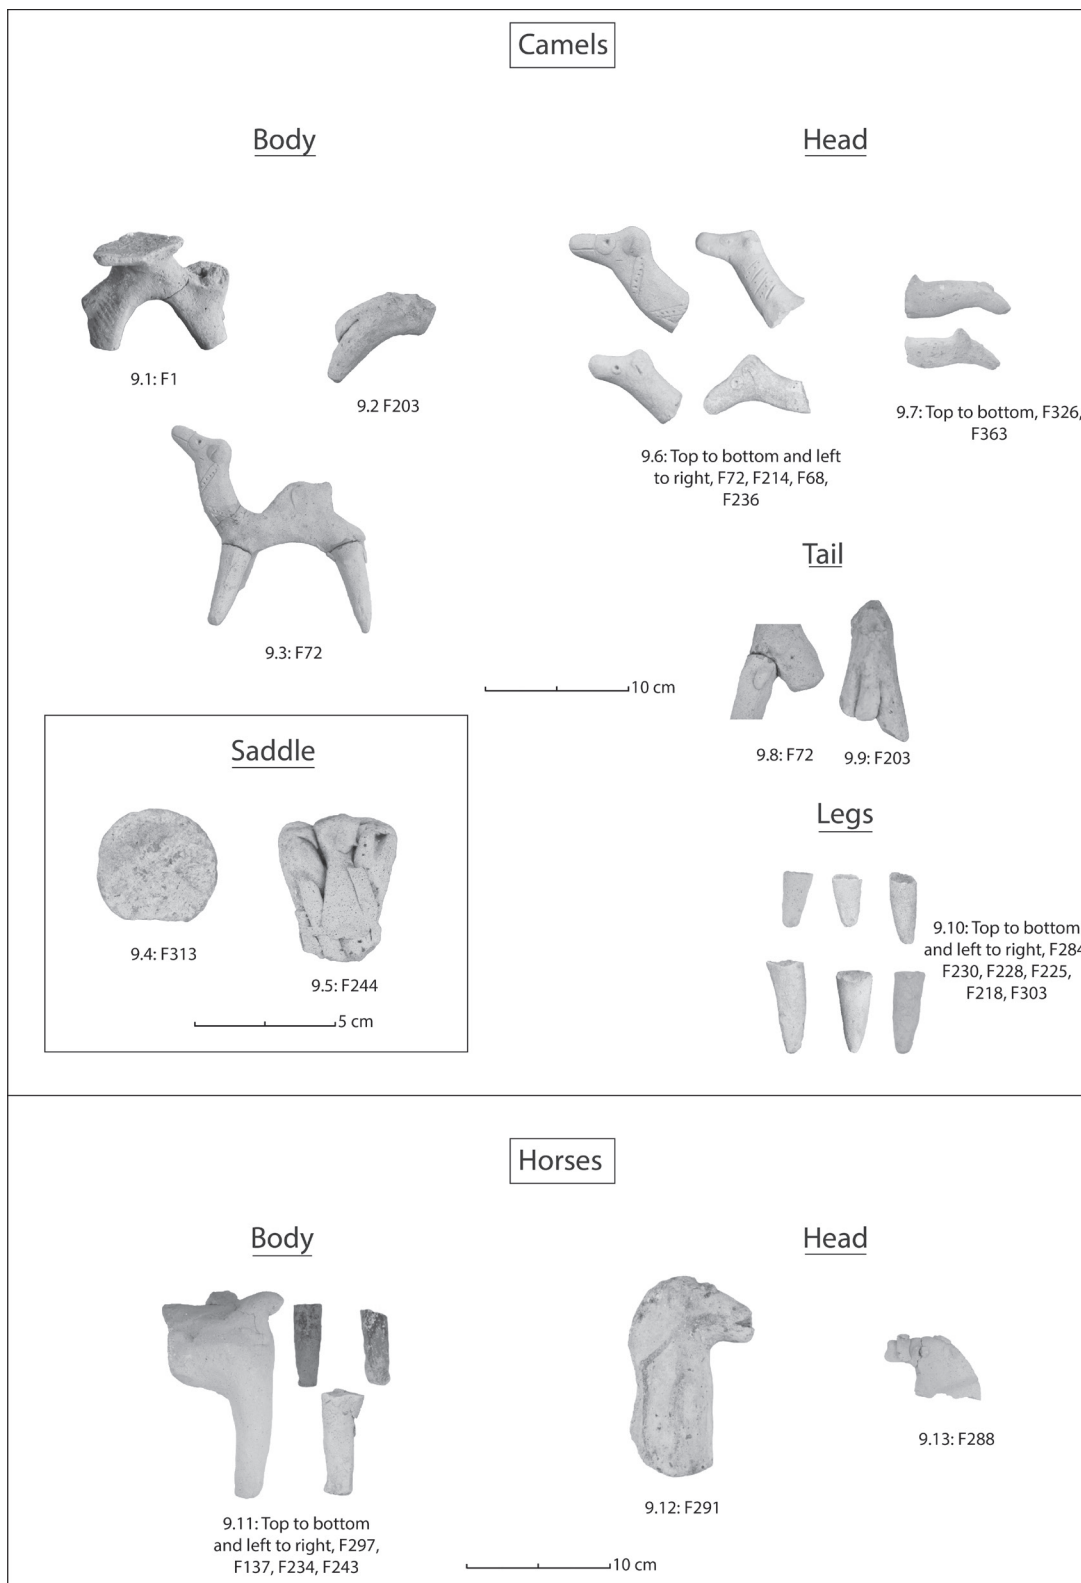 Camels
Body
9.1: F1
9.2 F203
9.3: F72
10 cm
Head
9.6: Top to bottom and left
to right, F72, F214, F68,
F236
9.7: Top to bottom, F326,
F363
Tail
9.8: F72
9.9: F203
Saddle
9.4: F313
9.5: F244
5 cm
Legs
9.10: Top to bottom
and left to right, F284
F230, F228, F225,
F218, F303
Horses
Body
9.11: Top to bottom
and left to right, F297,
F137, F234, F243
10 cm
Head
9.12: F291
9.13: F288